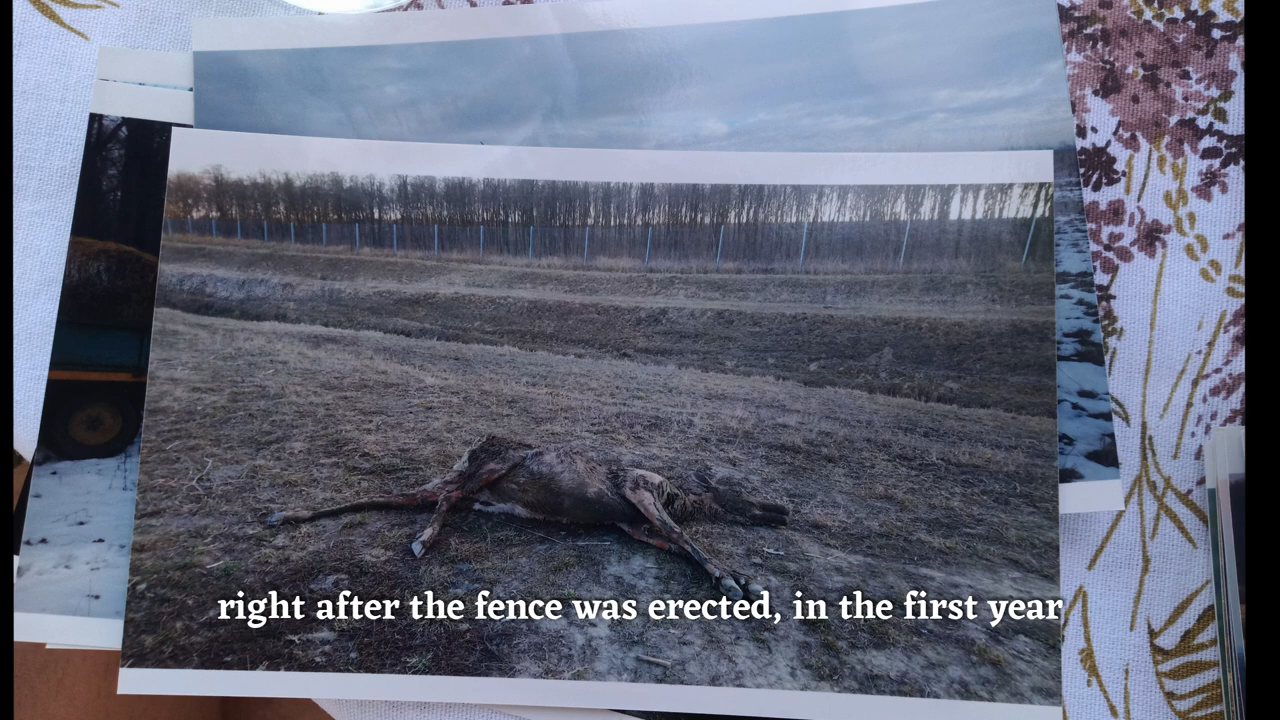 right after the fence was erected, in the first year